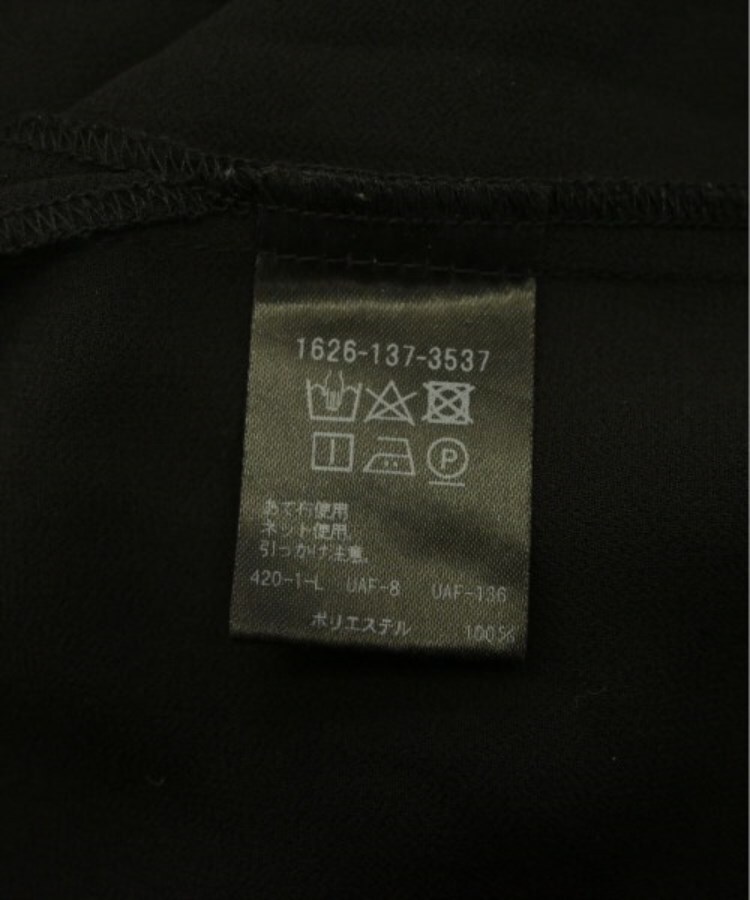 1626-137-3537
P
あて布使用
ネット使用。
引っかけ注意。
420-1-L UAF-8 UAF-136
ポリエステル 100%